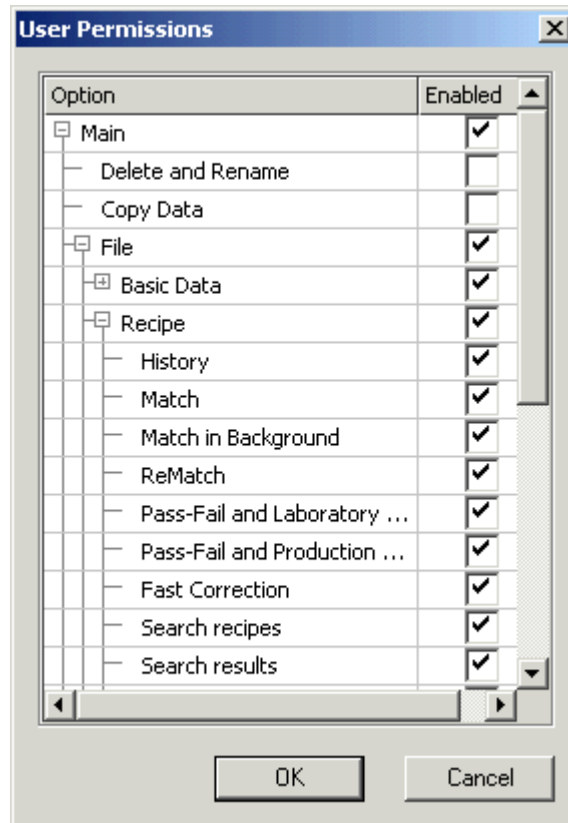 User Permissions
Option Enabled
Main
Delete and Rename
Copy Data
File
Basic Data
Recipe
History
Match
Match in Background
ReMatch
Pass-Fail and Laboratory ...
Pass-Fail and Production ...
Fast Correction
Search recipes
Search results
OK Cancel